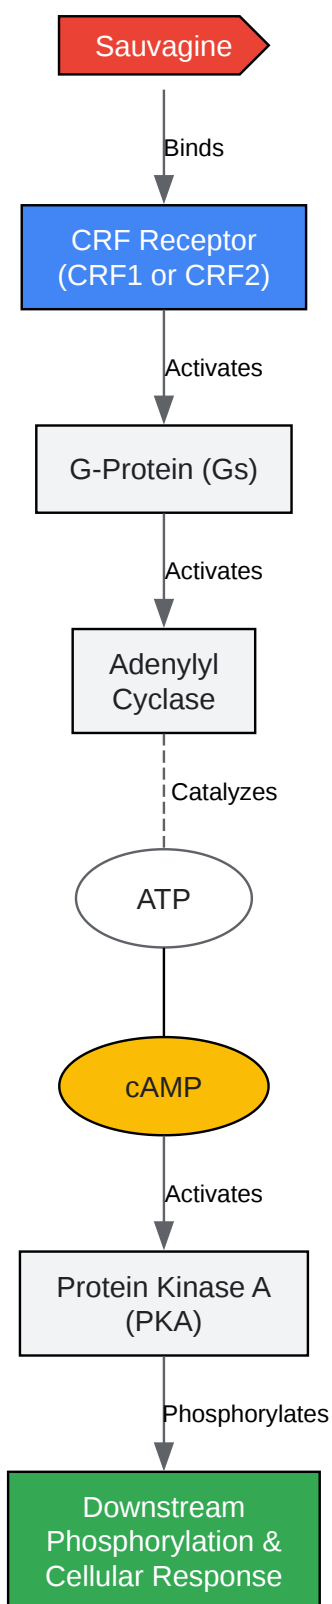 Sauvagine
Binds
CRF Receptor
(CRF1 or CRF2)
Activates
G-Protein (Gs)
Activates
Adenylyl
Cyclase
Catalyzes
ATP
cAMP
Activates
Protein Kinase A
(PKA)
Phosphorylates
Downstream
Phosphorylation &
Cellular Response